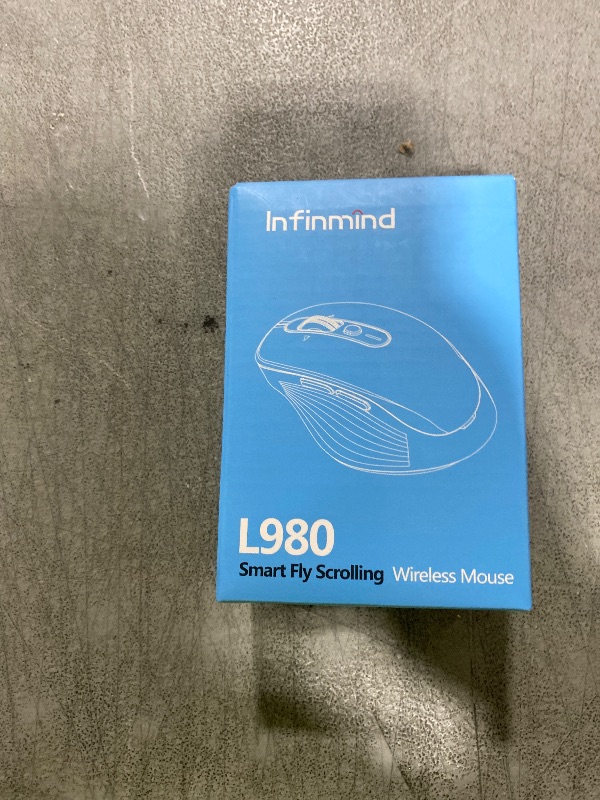 Infinmind
L980
Smart Fly Scrolling Wireless Mouse